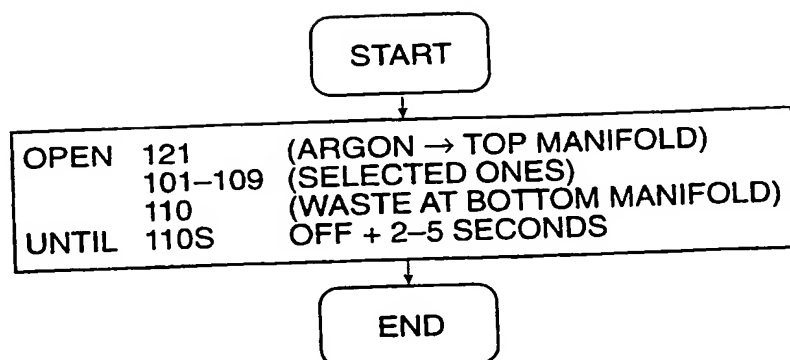 START
OPEN 121 (ARGON → TOP MANIFOLD)
101–109 (SELECTED ONES)
110 (WASTE AT BOTTOM MANIFOLD)
UNTIL 110S OFF + 2–5 SECONDS
END